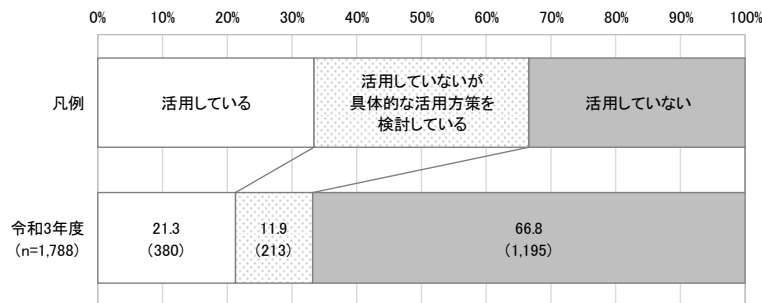 0% 10% 20% 30% 40% 50% 60% 70% 80% 90% 100%
凡例
活用している
活用していないが
具体的な活用方策を
検討している
活用していない
令和3年度
(n=1,788)
21.3
(380)
11.9
(213)
66.8
(1,195)